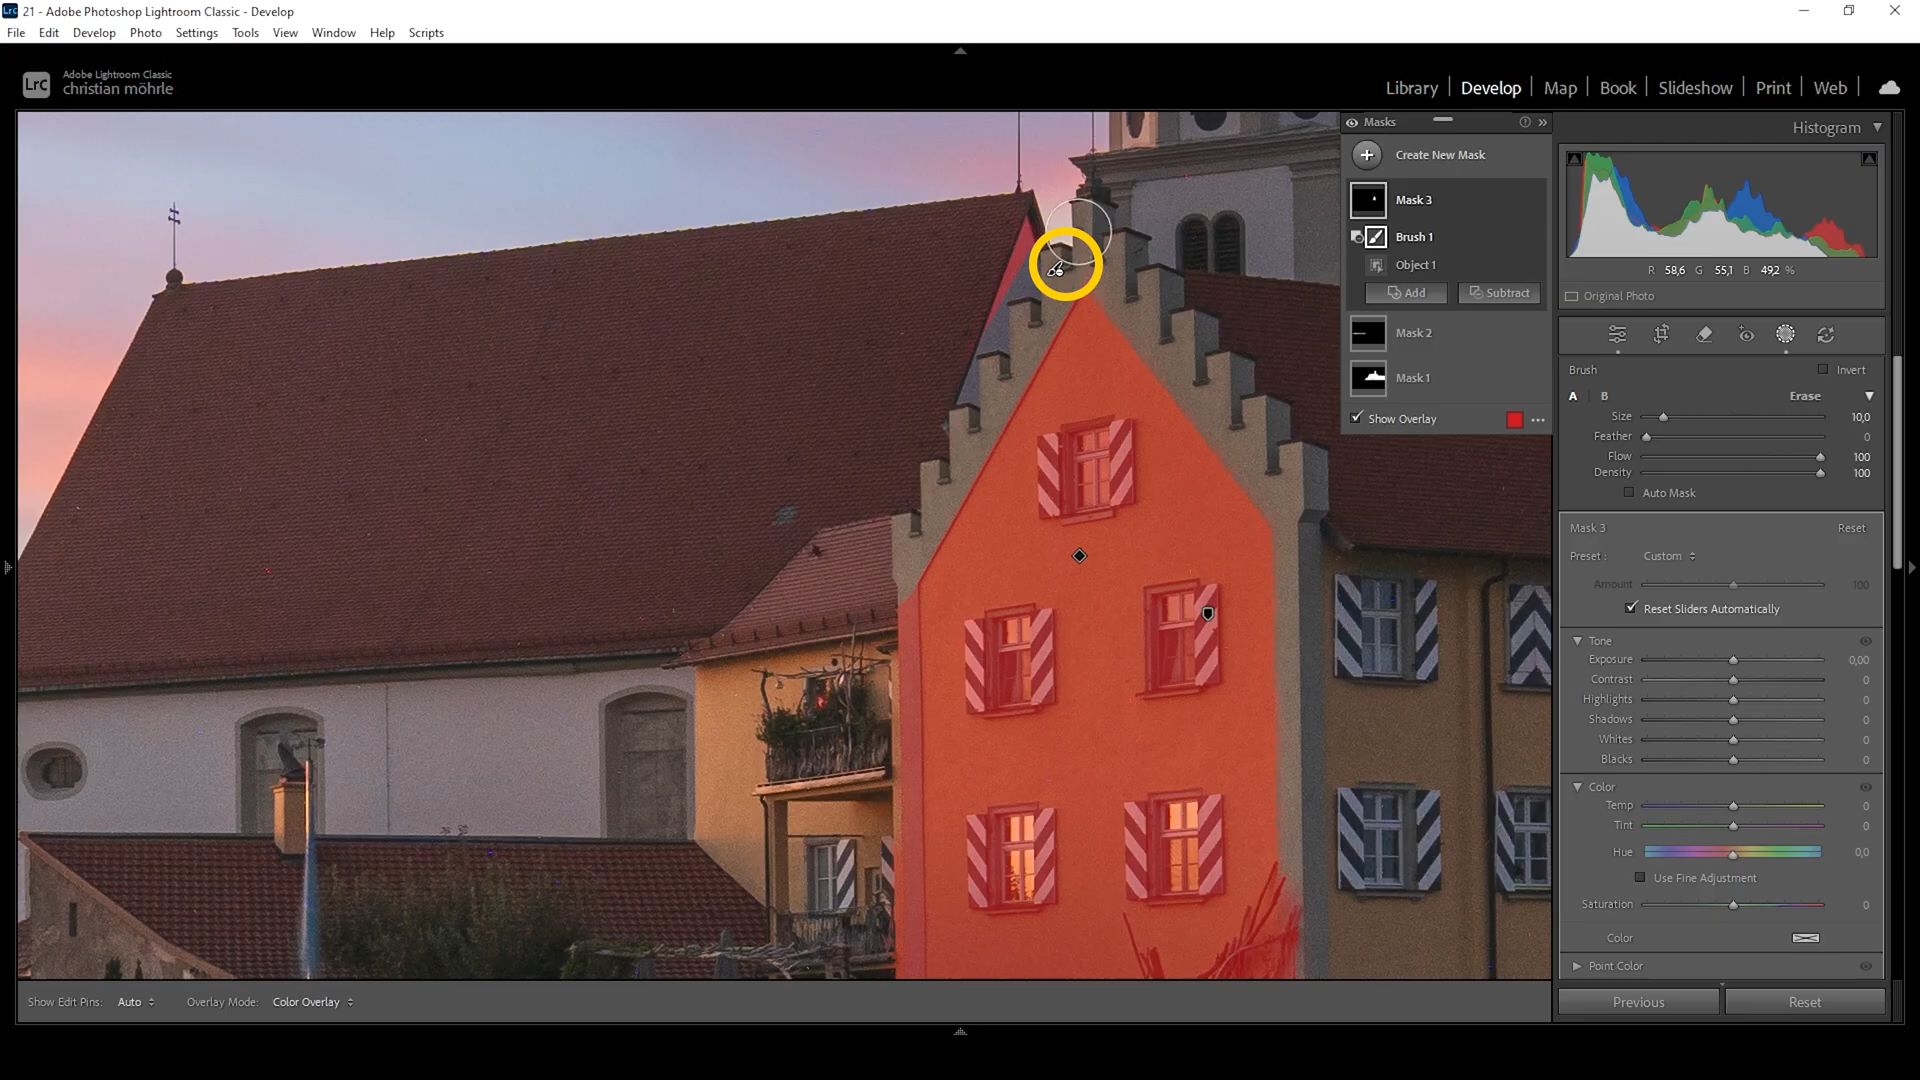 21 - Adobe Photoshop Lightroom Classic - Develop
File Edit Develop Photo Settings Tools View Window Help Scripts
Lrc
Adobe Lightroom Classic
christian möhrle
Library | Develop | Map | Book | Slideshow | Print | Web
Masks
Create New Mask
Mask 3
Brush 1
Object 1
Add Subtract
Mask 2
Mask 1
Show Overlay
Histogram
R 58,6 G 55,1 B 49,2 %
Original Photo
Brush Invert
A B Erase
Size 10,0
Feather 0
Flow 100
Density 100
Auto Mask
Mask 3 Reset
Preset : Custom
Amount 100
Reset Sliders Automatically
Tone
Exposure 0,00
Contrast 0
Highlights 0
Shadows 0
Whites 0
Blacks 0
Color
Temp 0
Tint 0
Hue 0,0
Use Fine Adjustment
Saturation 0
Color
Point Color
Previous Reset
Show Edit Pins: Auto Overlay Mode: Color Overlay